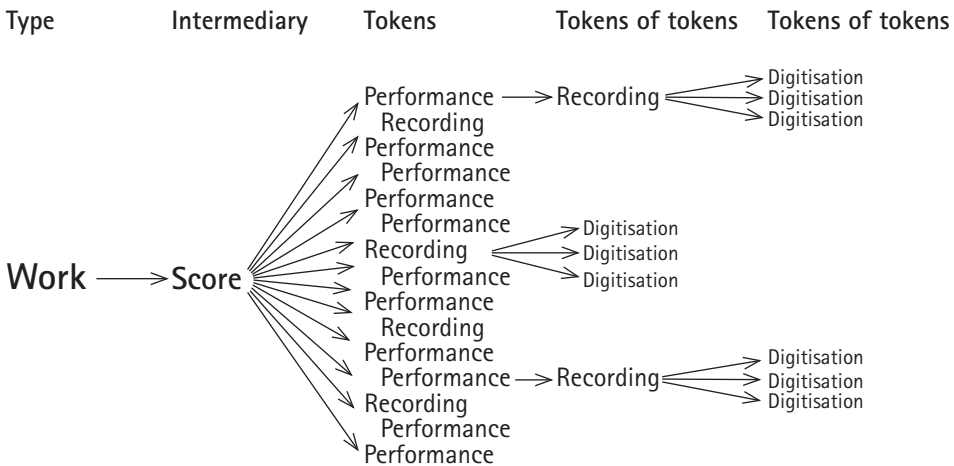 Type Intermediary Tokens Tokens of tokens Tokens of tokens
Digitisation
Performance Recording Digitisation
Digitisation
Recording
Performance
Performance
Performance
Performance
Digitisation
Recording Digitisation
Work Score Performance Digitisation
Performance
Recording
Performance
Digitisation
Performance Recording Digitisation
Digitisation
Recording
Performance
Performance